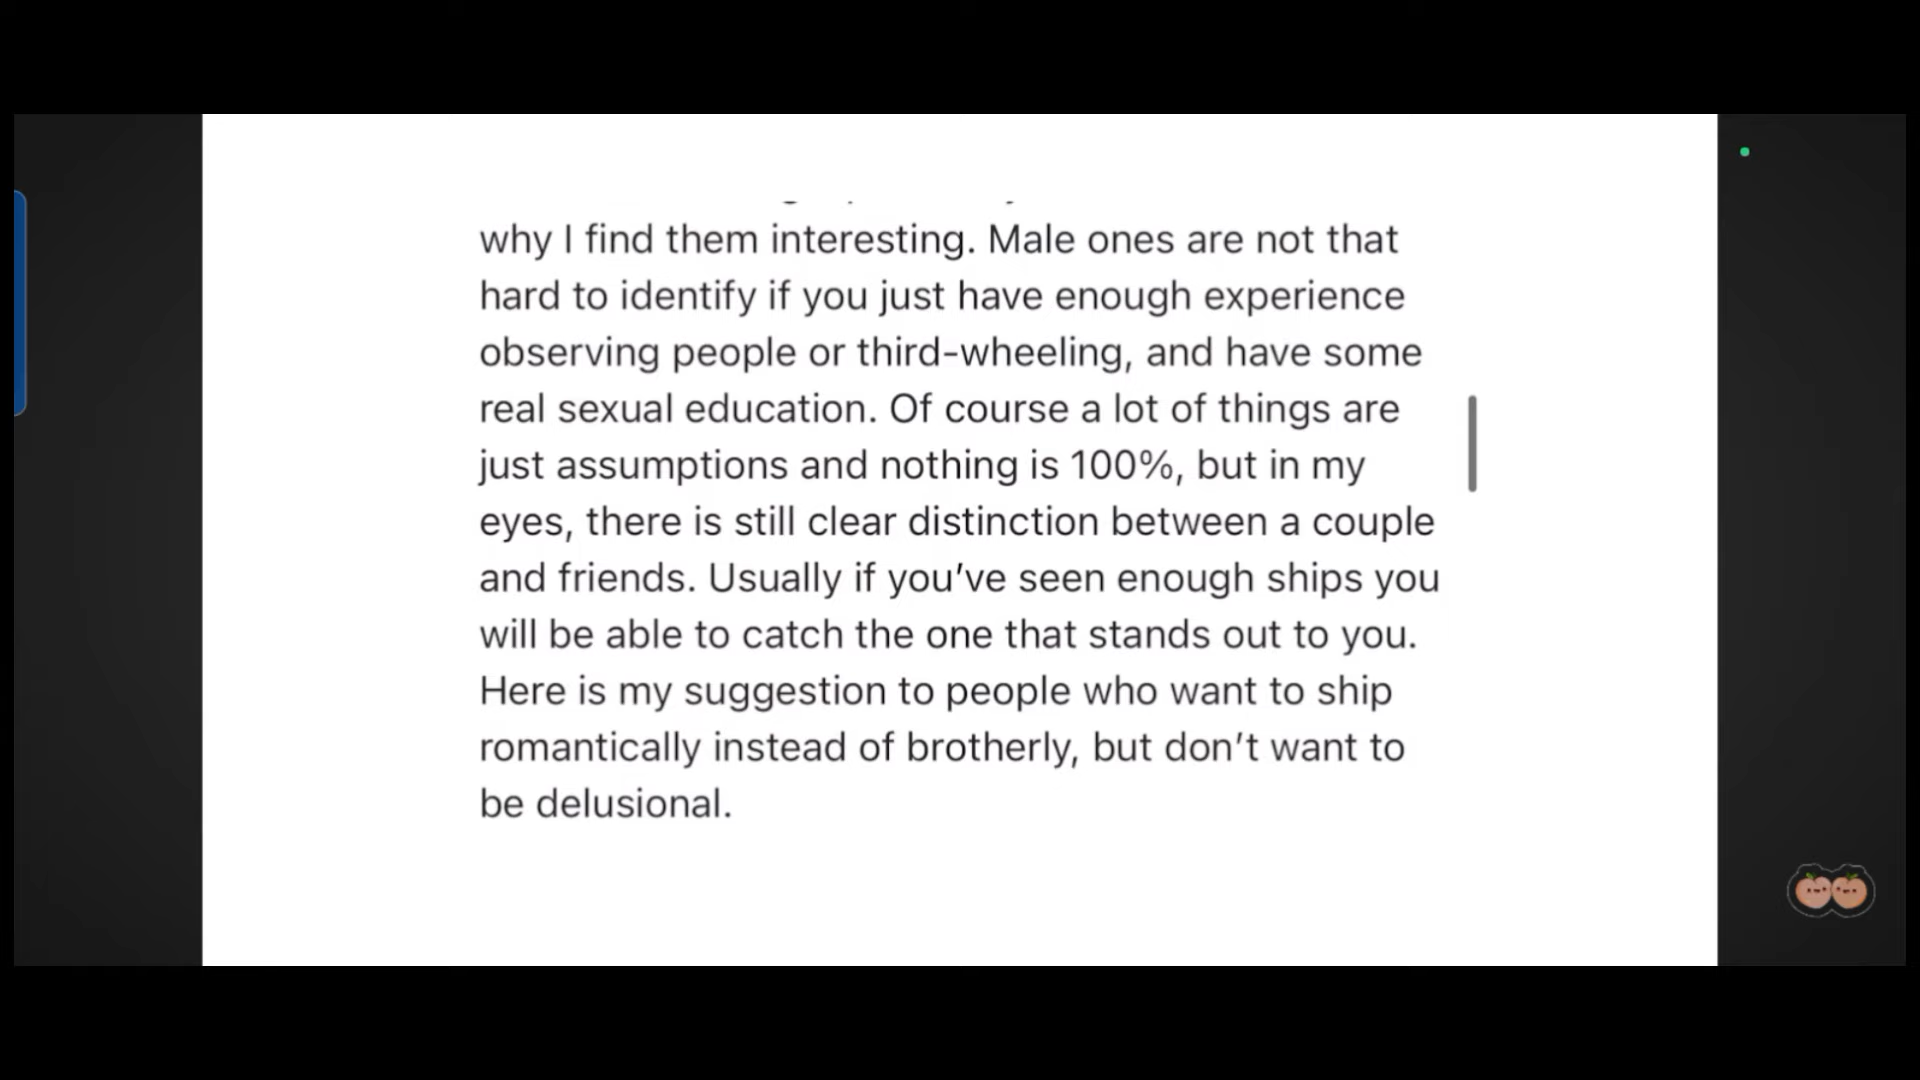 why I find them interesting. Male ones are not that
hard to identify if you just have enough experience
observing people or third-wheeling, and have some
real sexual education. Of course a lot of things are
just assumptions and nothing is 100%, but in my
eyes, there is still clear distinction between a couple
and friends. Usually if you’ve seen enough ships you
will be able to catch the one that stands out to you.
Here is my suggestion to people who want to ship
romantically instead of brotherly, but don’t want to
be delusional.